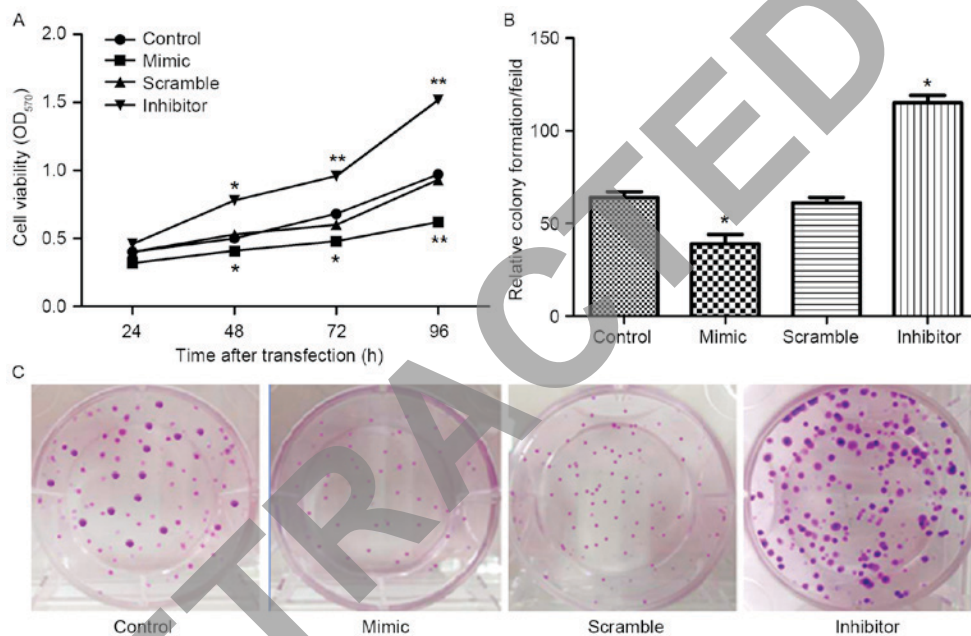 A
Cell viability (OD570)
2.0
1.5
1.0
0.5
0.0
Control
Mimic
Scramble
Inhibitor
*
**
**
*
*
**
24 48 72 96
Time after transfection (h)
B
Relative colony formation/feild
150
100
50
0
*
*
Control Mimic Scramble Inhibitor
C
Control Mimic Scramble Inhibitor
TRACTED